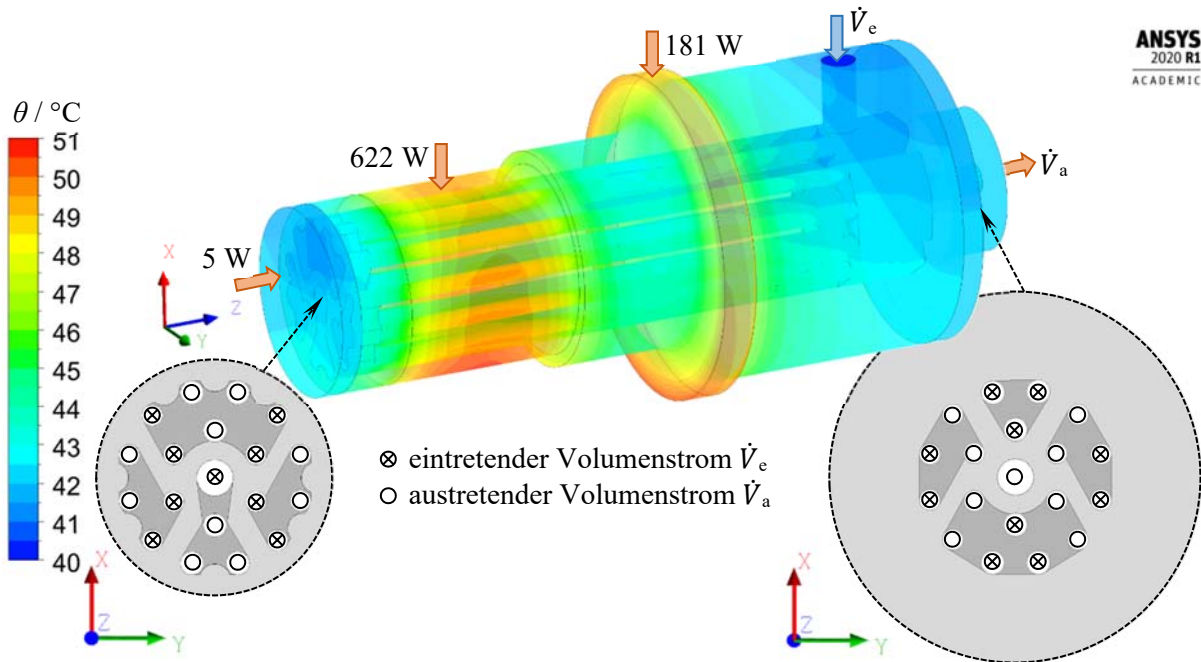 V̇ₑ
ANSYS
2020 R1
ACADEMIC
181 W
θ / °C
622 W
V̇ₐ
51
50
49
48
47
46
45
44
43
42
41
40
5 W
X
Z
Y
⊗ eintretender Volumenstrom V̇ₑ
○ austretender Volumenstrom V̇ₐ
X
Z
Y
X
Z
Y